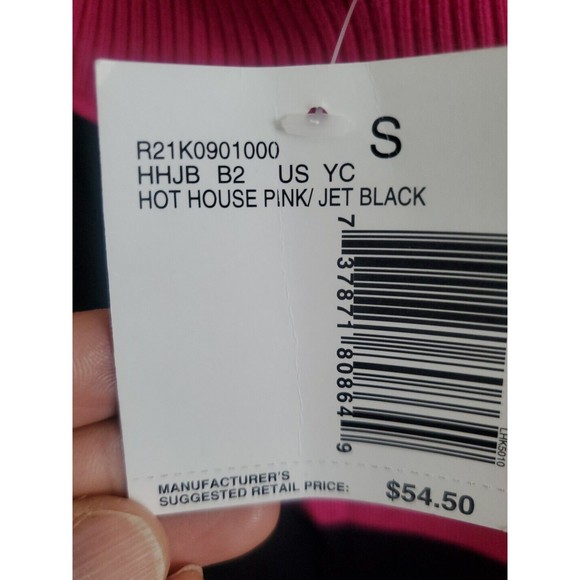 R21K0901000
S
HHJB B2 US YC
HOT HOUSE PINK/ JET BLACK
7 37871 80864 9
LHK5010
MANUFACTURER'S
SUGGESTED RETAIL PRICE:
$54.50